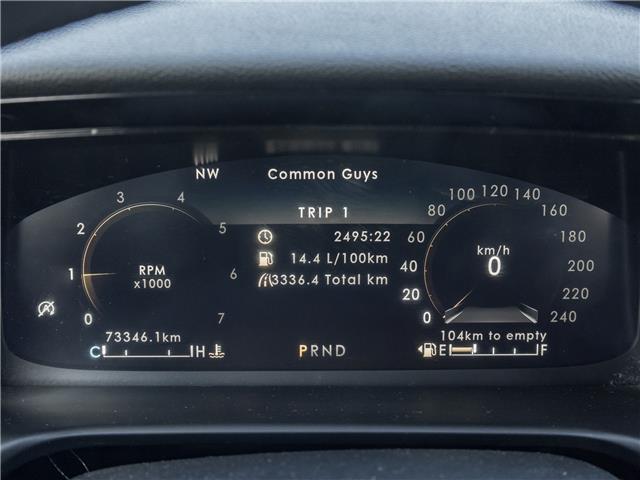 NW Common Guys
TRIP 1
2495:22
14.4 L/100km
3336.4 Total km
0 1 2 3 4 5 6 7
RPM
x1000
73346.1km
C H
PRND
0 20 40 60 80 100 120 140 160 180 200 220 240
km/h
0
104km to empty
E F